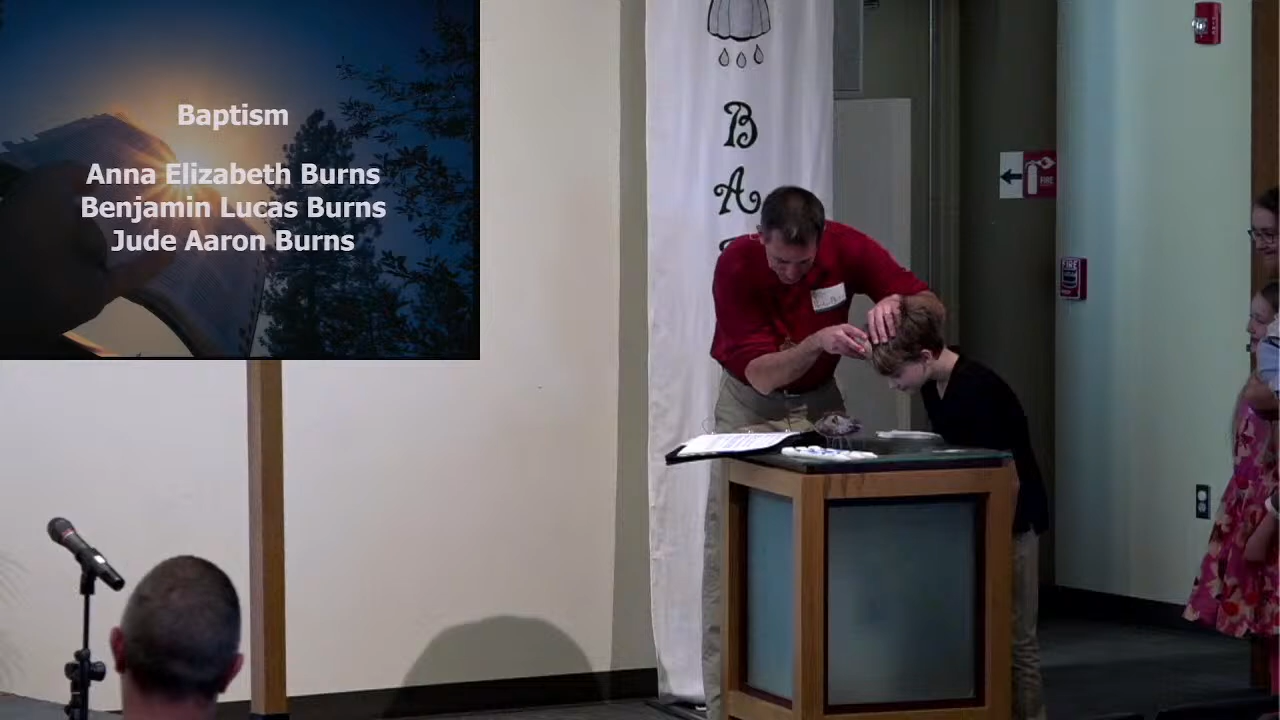 Baptism
Anna Elizabeth Burns
Benjamin Lucas Burns
Jude Aaron Burns
B
A
FIRE
FIRE